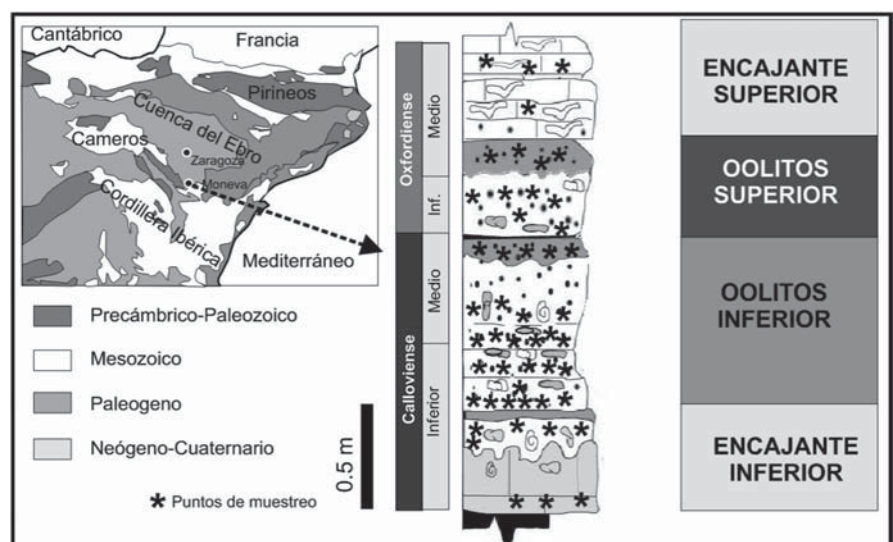 Cantábrico
Francia
Pirineos
Cuenca del Ebro
Cameros
Zaragoza
Moneva
Cordillera Ibérica
Mediterráneo
Precámbrico-Paleozoico
Mesozoico
Paleogeno
Neógeno-Cuaternario
Puntos de muestreo
0.5 m
Oxfordiense
Medio
Inf.
Calloviense
Medio
Inferior
ENCAJANTE
SUPERIOR
OOLITOS
SUPERIOR
OOLITOS
INFERIOR
ENCAJANTE
INFERIOR